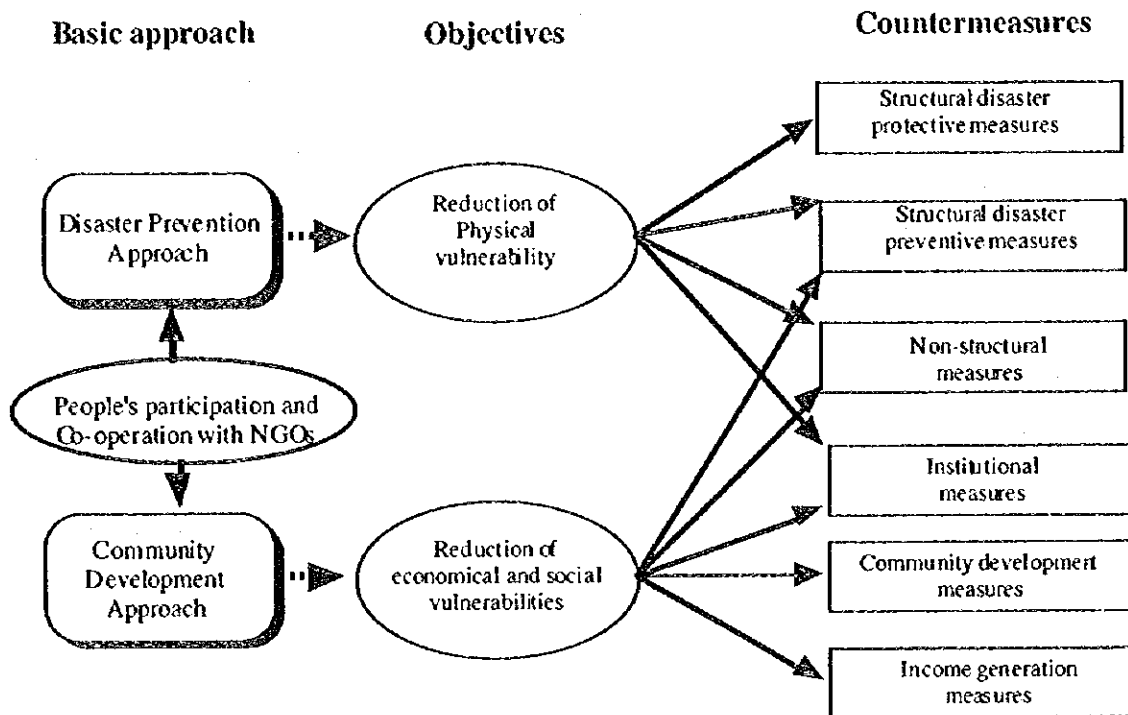 Basic approach
Objectives
Countermeasures
Disaster Prevention
Approach
People's participation and
Co-operation with NGOs
Community
Development
Approach
Reduction of
Physical
vulnerability
Reduction of
economical and social
vulnerabilities
Structural disaster
protective measures
Structural disaster
preventive measures
Non-structural
measures
Institutional
measures
Community development
measures
Income generation
measures